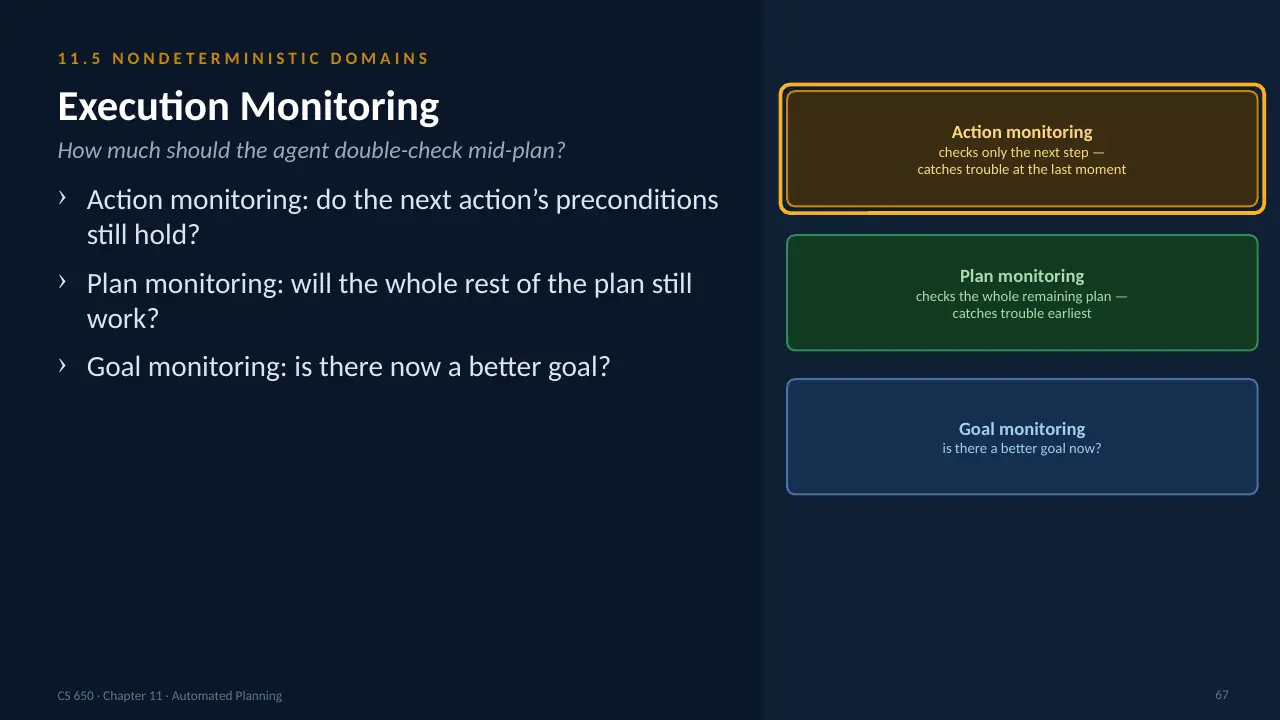 11.5 NONDETERMINISTIC DOMAINS
Execution Monitoring
How much should the agent double-check mid-plan?
› Action monitoring: do the next action’s preconditions
still hold?
› Plan monitoring: will the whole rest of the plan still
work?
› Goal monitoring: is there now a better goal?
Action monitoring
checks only the next step —
catches trouble at the last moment
Plan monitoring
checks the whole remaining plan —
catches trouble earliest
Goal monitoring
is there a better goal now?
CS 650 · Chapter 11 · Automated Planning
67